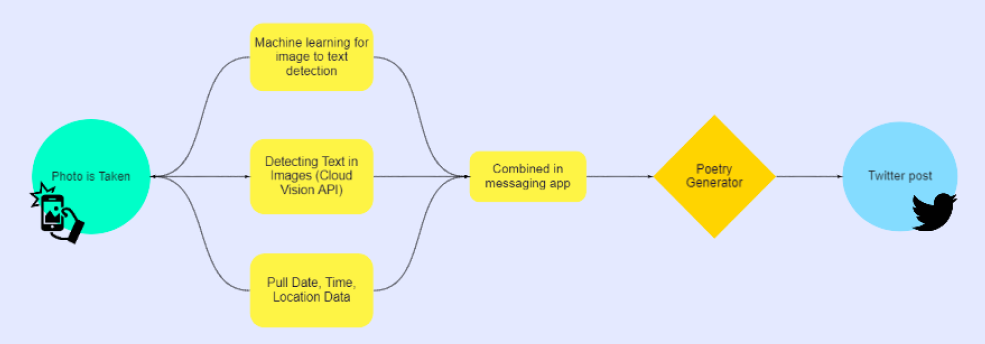 Photo is Taken
Machine learning for
image to text
detection
Detecting Text in
Images (Cloud
Vision API)
Pull Date, Time,
Location Data
Combined in
messaging app
Poetry
Generator
Twitter post